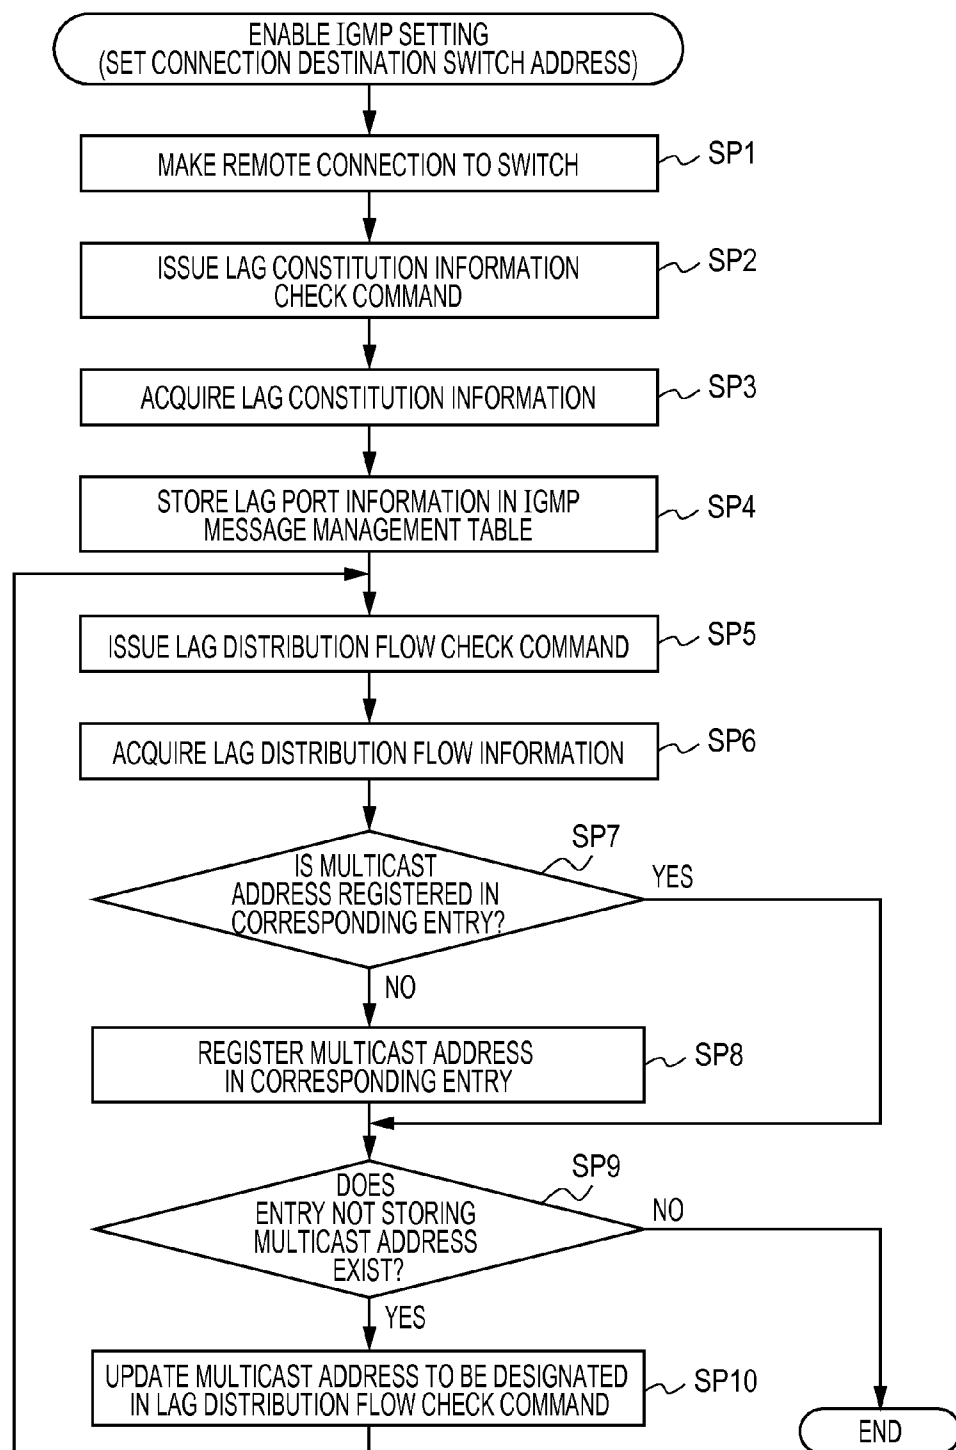 ENABLE IGMP SETTING
(SET CONNECTION DESTINATION SWITCH ADDRESS)
MAKE REMOTE CONNECTION TO SWITCH
SP1
ISSUE LAG CONSTITUTION INFORMATION
CHECK COMMAND
SP2
ACQUIRE LAG CONSTITUTION INFORMATION
SP3
STORE LAG PORT INFORMATION IN IGMP
MESSAGE MANAGEMENT TABLE
SP4
ISSUE LAG DISTRIBUTION FLOW CHECK COMMAND
SP5
ACQUIRE LAG DISTRIBUTION FLOW INFORMATION
SP6
IS MULTICAST
ADDRESS REGISTERED IN
CORRESPONDING ENTRY?
SP7
YES
NO
REGISTER MULTICAST ADDRESS
IN CORRESPONDING ENTRY
SP8
DOES
ENTRY NOT STORING
MULTICAST ADDRESS
EXIST?
SP9
NO
YES
UPDATE MULTICAST ADDRESS TO BE DESIGNATED
IN LAG DISTRIBUTION FLOW CHECK COMMAND
SP10
END